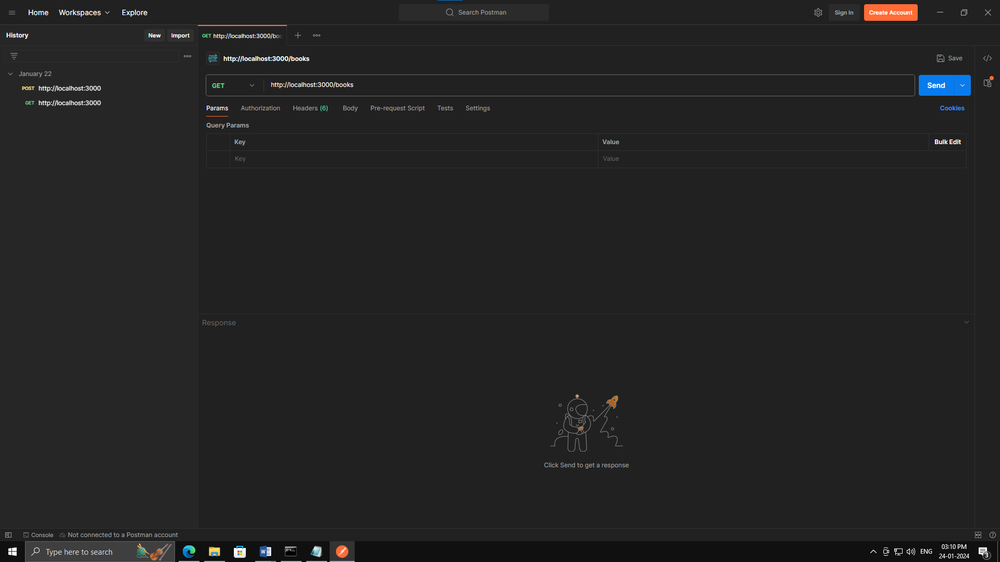 Home Workspaces Explore
Search Postman
Sign In Create Account
History New Import
GET http://localhost:3000/boo
January 22
POST http://localhost:3000
GET http://localhost:3000
HTTP http://localhost:3000/books
Save
GET http://localhost:3000/books
Send
Params Authorization Headers (6) Body Pre-request Script Tests Settings Cookies
Query Params
Key Value Bulk Edit
Key Value
Response
Click Send to get a response
Console Not connected to a Postman account
Type here to search
ENG
03:10 PM
24-01-2024
3